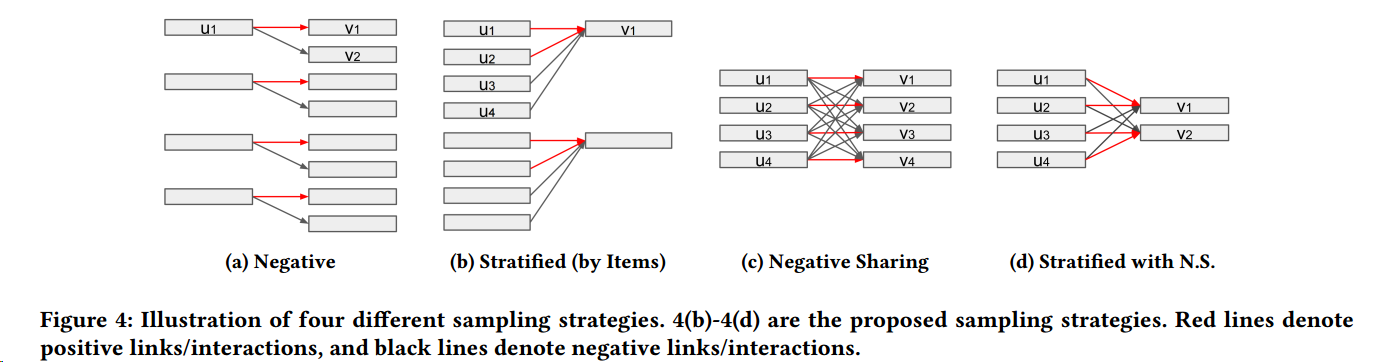 u1
v1
v2
(a) Negative
u1
u2
u3
u4
v1
(b) Stratified (by Items)
u1
u2
u3
u4
v1
v2
v3
v4
(c) Negative Sharing
u1
u2
u3
u4
v1
v2
(d) Stratified with N.S.
Figure 4: Illustration of four different sampling strategies. 4(b)-4(d) are the proposed sampling strategies. Red lines denote
positive links/interactions, and black lines denote negative links/interactions.